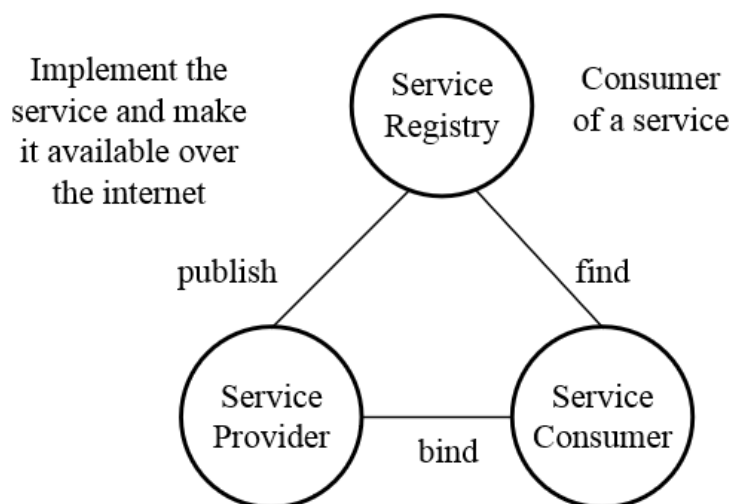 Implement the
service and make
it available over
the internet
Service
Registry
Consumer
of a service
publish
find
Service
Provider
bind
Service
Consumer